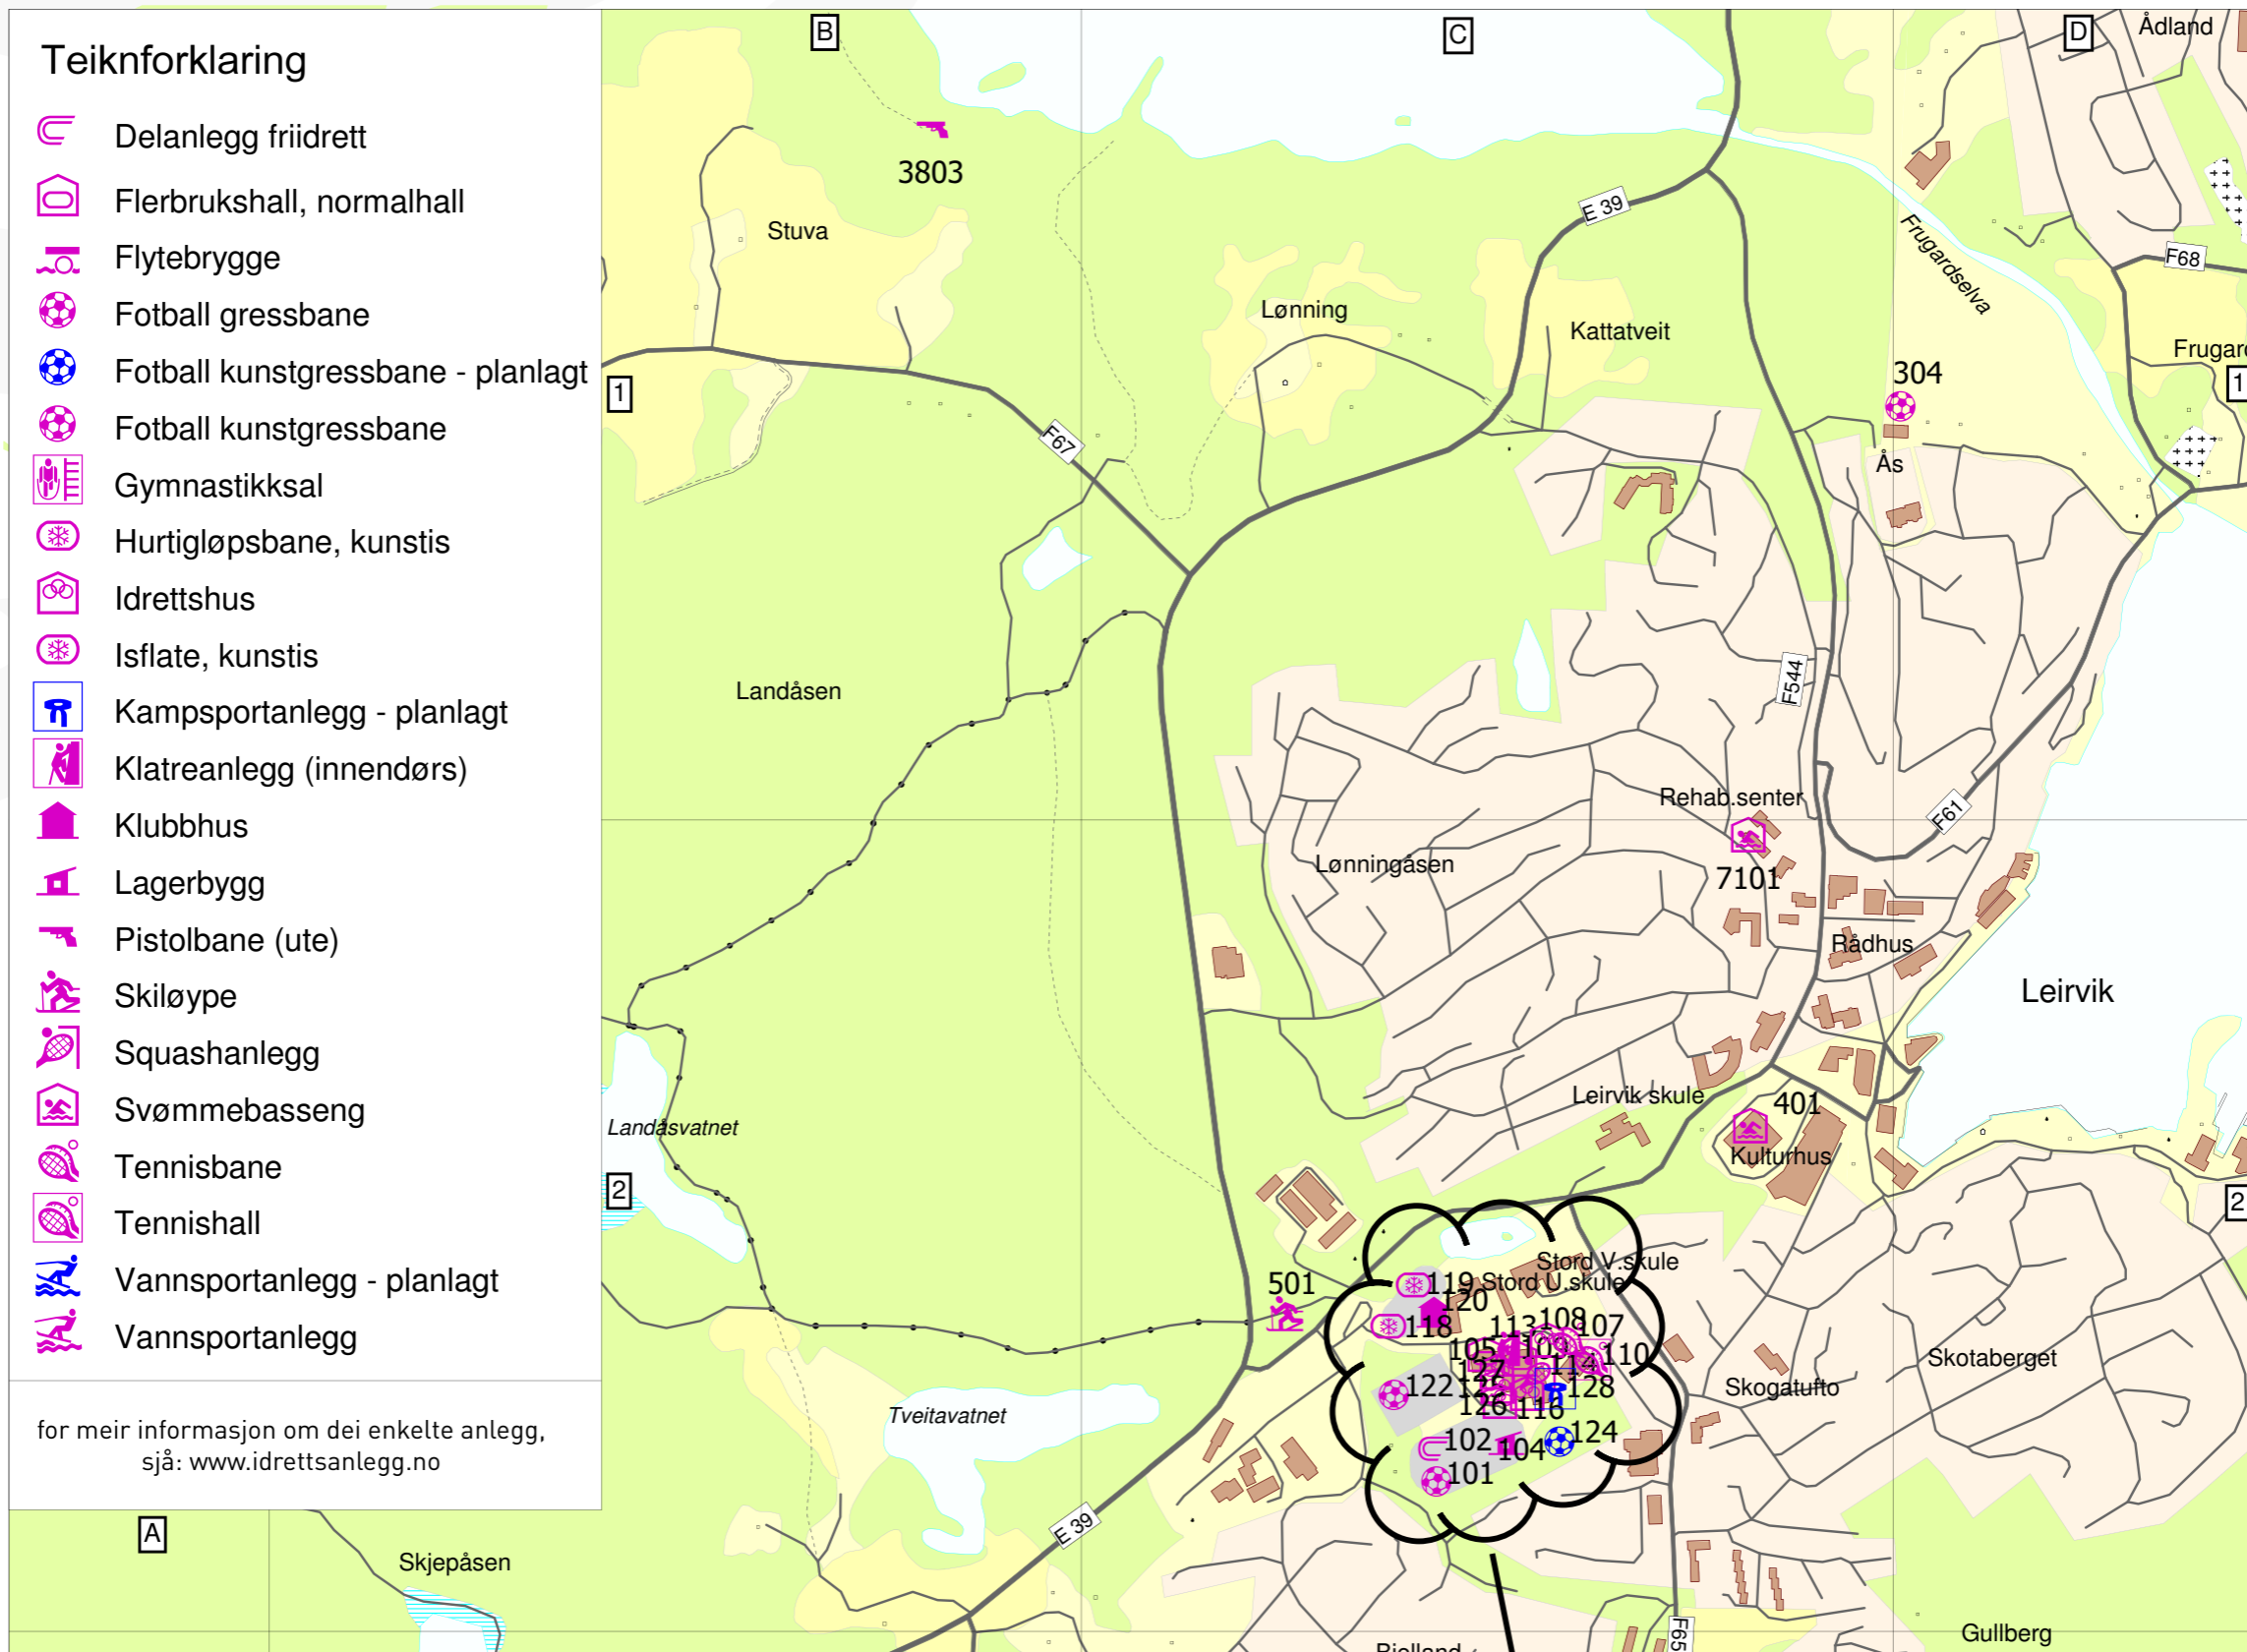 Teiknforklaring
Delanlegg friidrett
Flerbrukshall, normalhall
Flytebrygge
Fotball gressbane
Fotball kunstgressbane - planlagt
Fotball kunstgressbane
Gymnastikksal
Hurtigløpsbane, kunstis
Idrettshus
Isflate, kunstis
Kampsportanlegg - planlagt
Klatreanlegg (innendørs)
Klubbhus
Lagerbygg
Pistolbane (ute)
Skiløype
Squashanlegg
Svømmebasseng
Tennisbane
Tennishall
Vannsportanlegg - planlagt
Vannsportanlegg
for meir informasjon om dei enkelte anlegg,
sjå: www.idrettsanlegg.no
B
C
D
Ådland
3803
Stuva
E 39
Frugardselva
F68
Lønning
Kattatveit
1
304
1
F67
Ås
Landåsen
F544
Rehab.senter
F61
Lønningåsen
7101
Rådhus
Leirvik
Leirvik skule
401
Landåsvatnet
Kulturhus
2
2
Stord V.skule
501
119
Stord U.skule
120
118
113
108
107
105
110
127
114
Skotaberget
122
128
Skogatufto
126
116
Tveitavatnet
102
104
124
101
E 39
A
Skjepåsen
F65
Gullberg